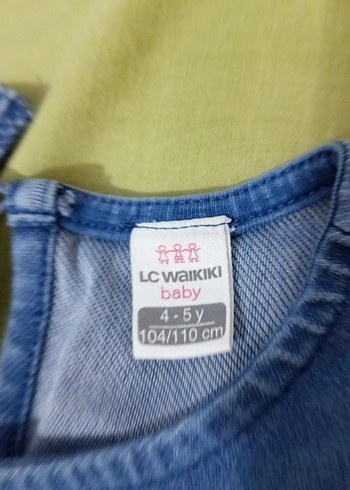 LC WAIKIKI
baby
4 - 5 y
104/110 cm